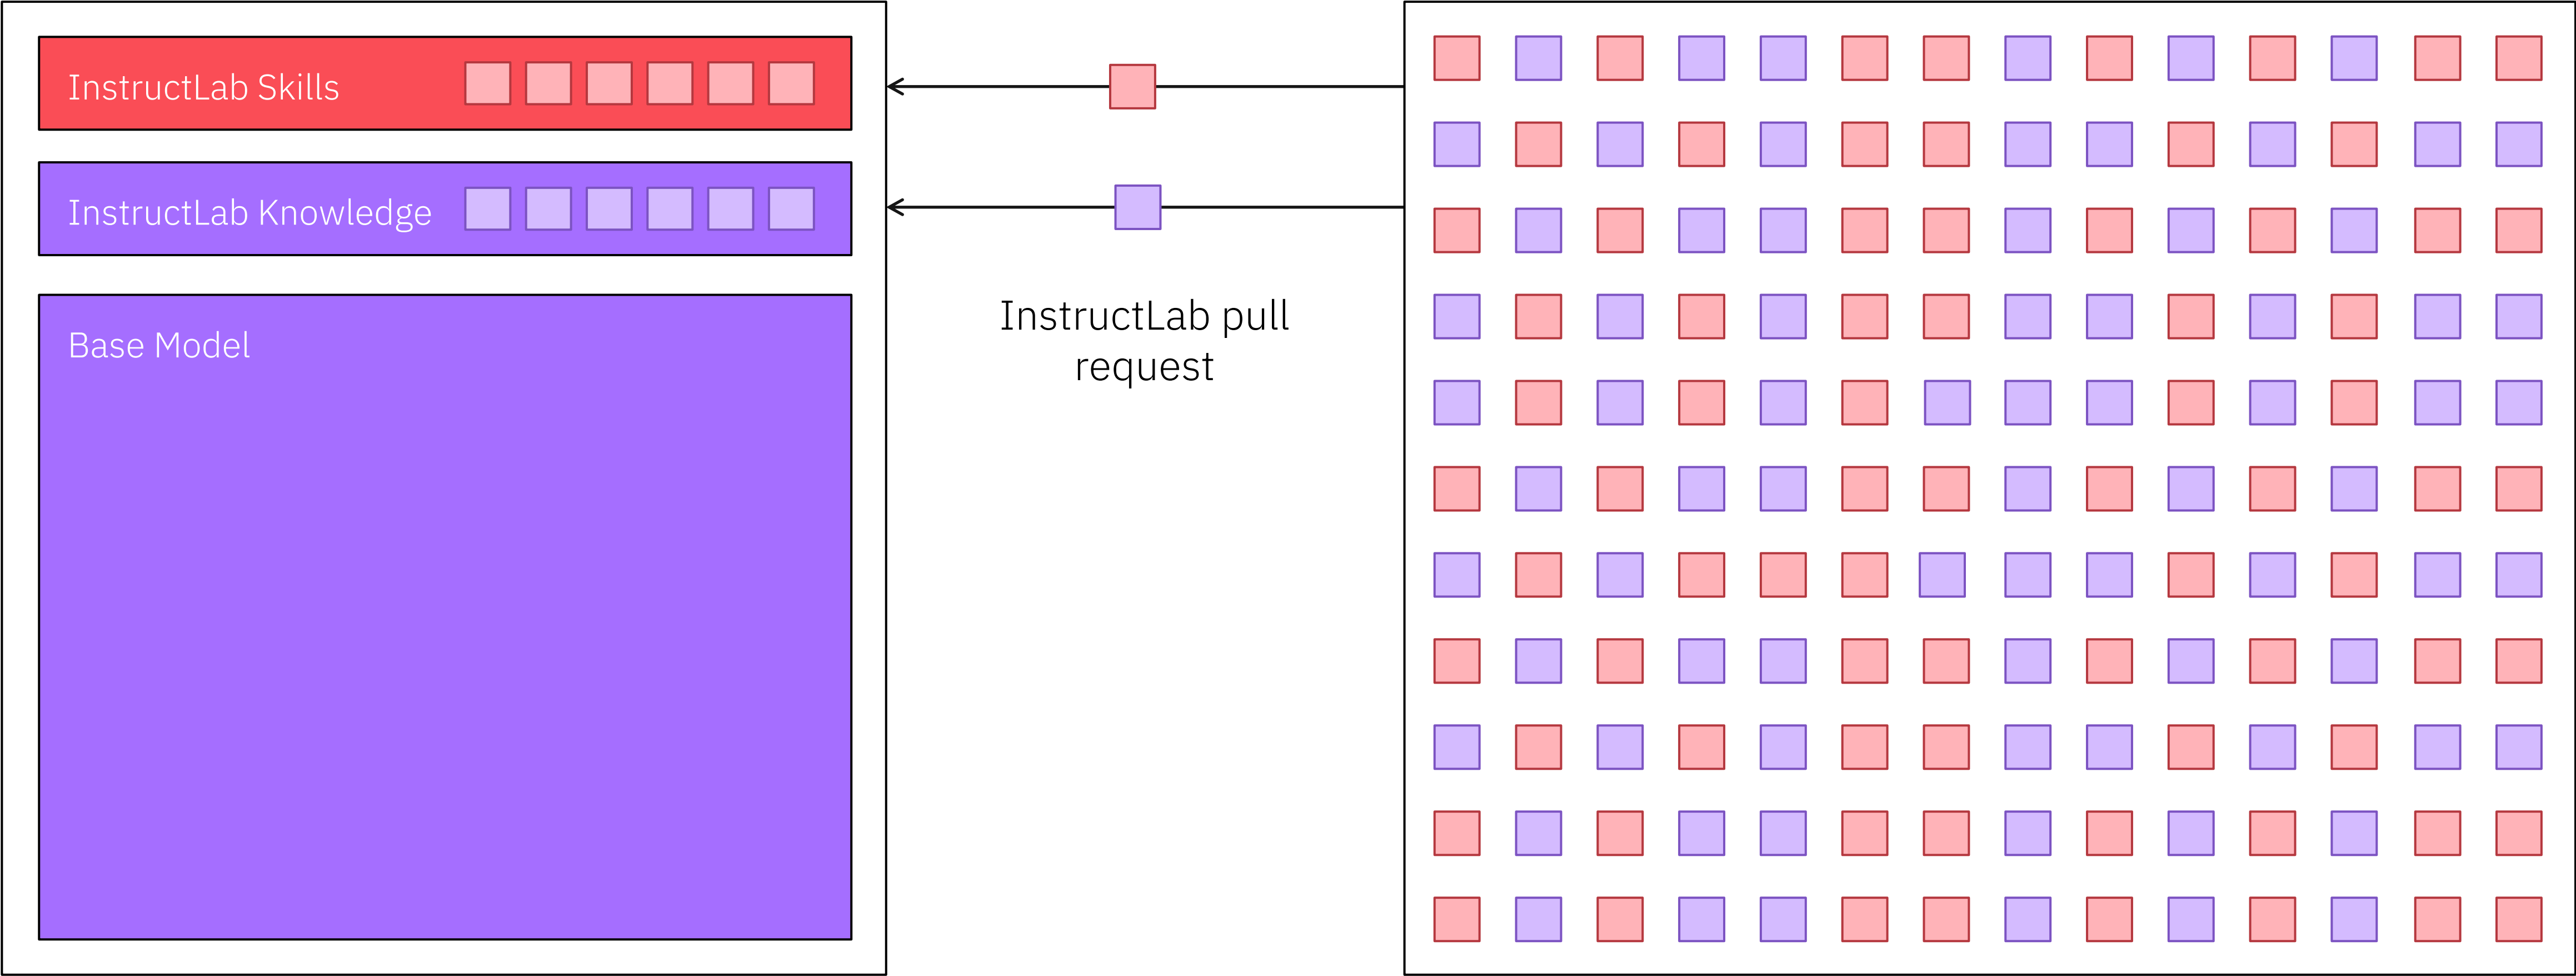 InstructLab Skills
InstructLab Knowledge
Base Model
InstructLab pull
request